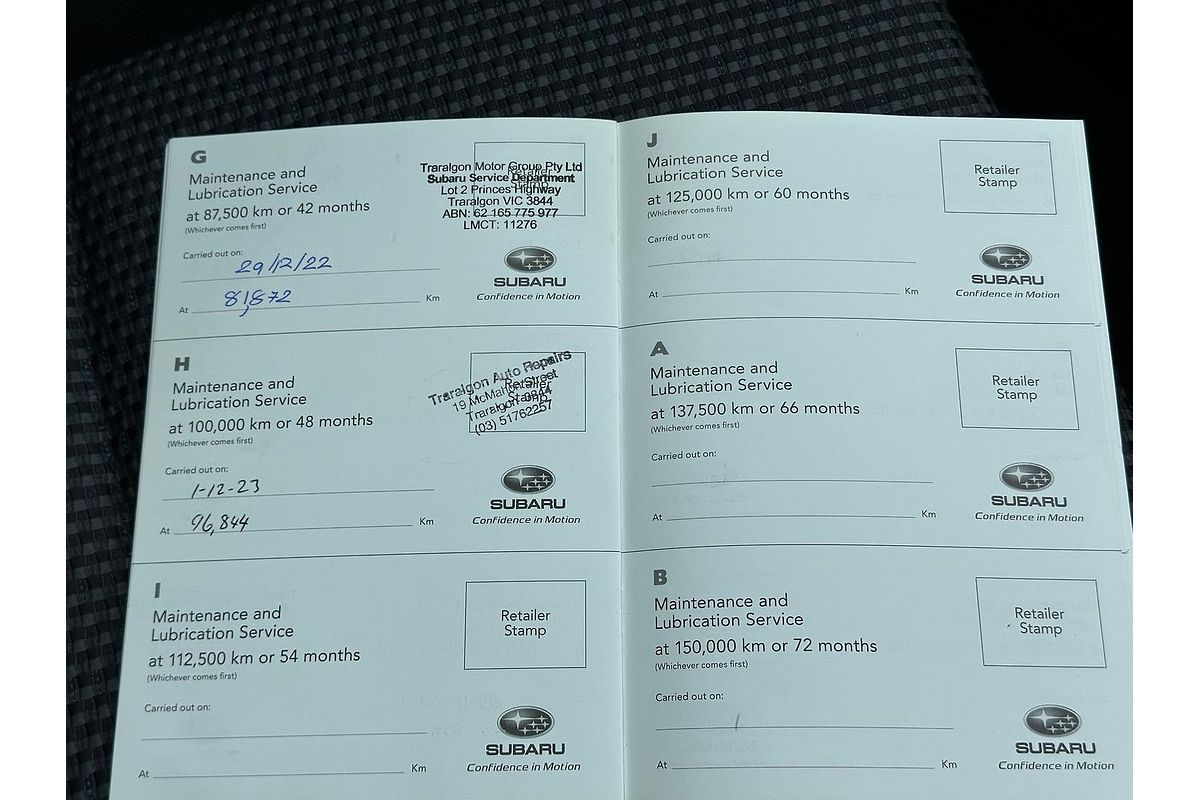 G
Maintenance and
Lubrication Service
at 87,500 km or 42 months
(Whichever comes first)
Traralgon Motor Group Pty Ltd
Subaru Service Department
Lot 2 Princes Highway
Traralgon VIC 3844
ABN: 62 165 775 977
LMCT: 11276
Retailer
Stamp
Carried out on:
29/12/22
At 81,872 Km
SUBARU
Confidence in Motion
H
Maintenance and
Lubrication Service
at 100,000 km or 48 months
(Whichever comes first)
Traralgon Auto Repairs
19 McMahon Street
Traralgon 3844
(03) 51762257
Retailer
Stamp
Carried out on:
1-12-23
At 96,844 Km
SUBARU
Confidence in Motion
I
Maintenance and
Lubrication Service
at 112,500 km or 54 months
(Whichever comes first)
Retailer
Stamp
Carried out on:
At Km
SUBARU
Confidence in Motion
J
Maintenance and
Lubrication Service
at 125,000 km or 60 months
(Whichever comes first)
Retailer
Stamp
Carried out on:
At Km
SUBARU
Confidence in Motion
A
Maintenance and
Lubrication Service
at 137,500 km or 66 months
(Whichever comes first)
Retailer
Stamp
Carried out on:
At Km
SUBARU
Confidence in Motion
B
Maintenance and
Lubrication Service
at 150,000 km or 72 months
(Whichever comes first)
Retailer
Stamp
Carried out on:
At Km
SUBARU
Confidence in Motion